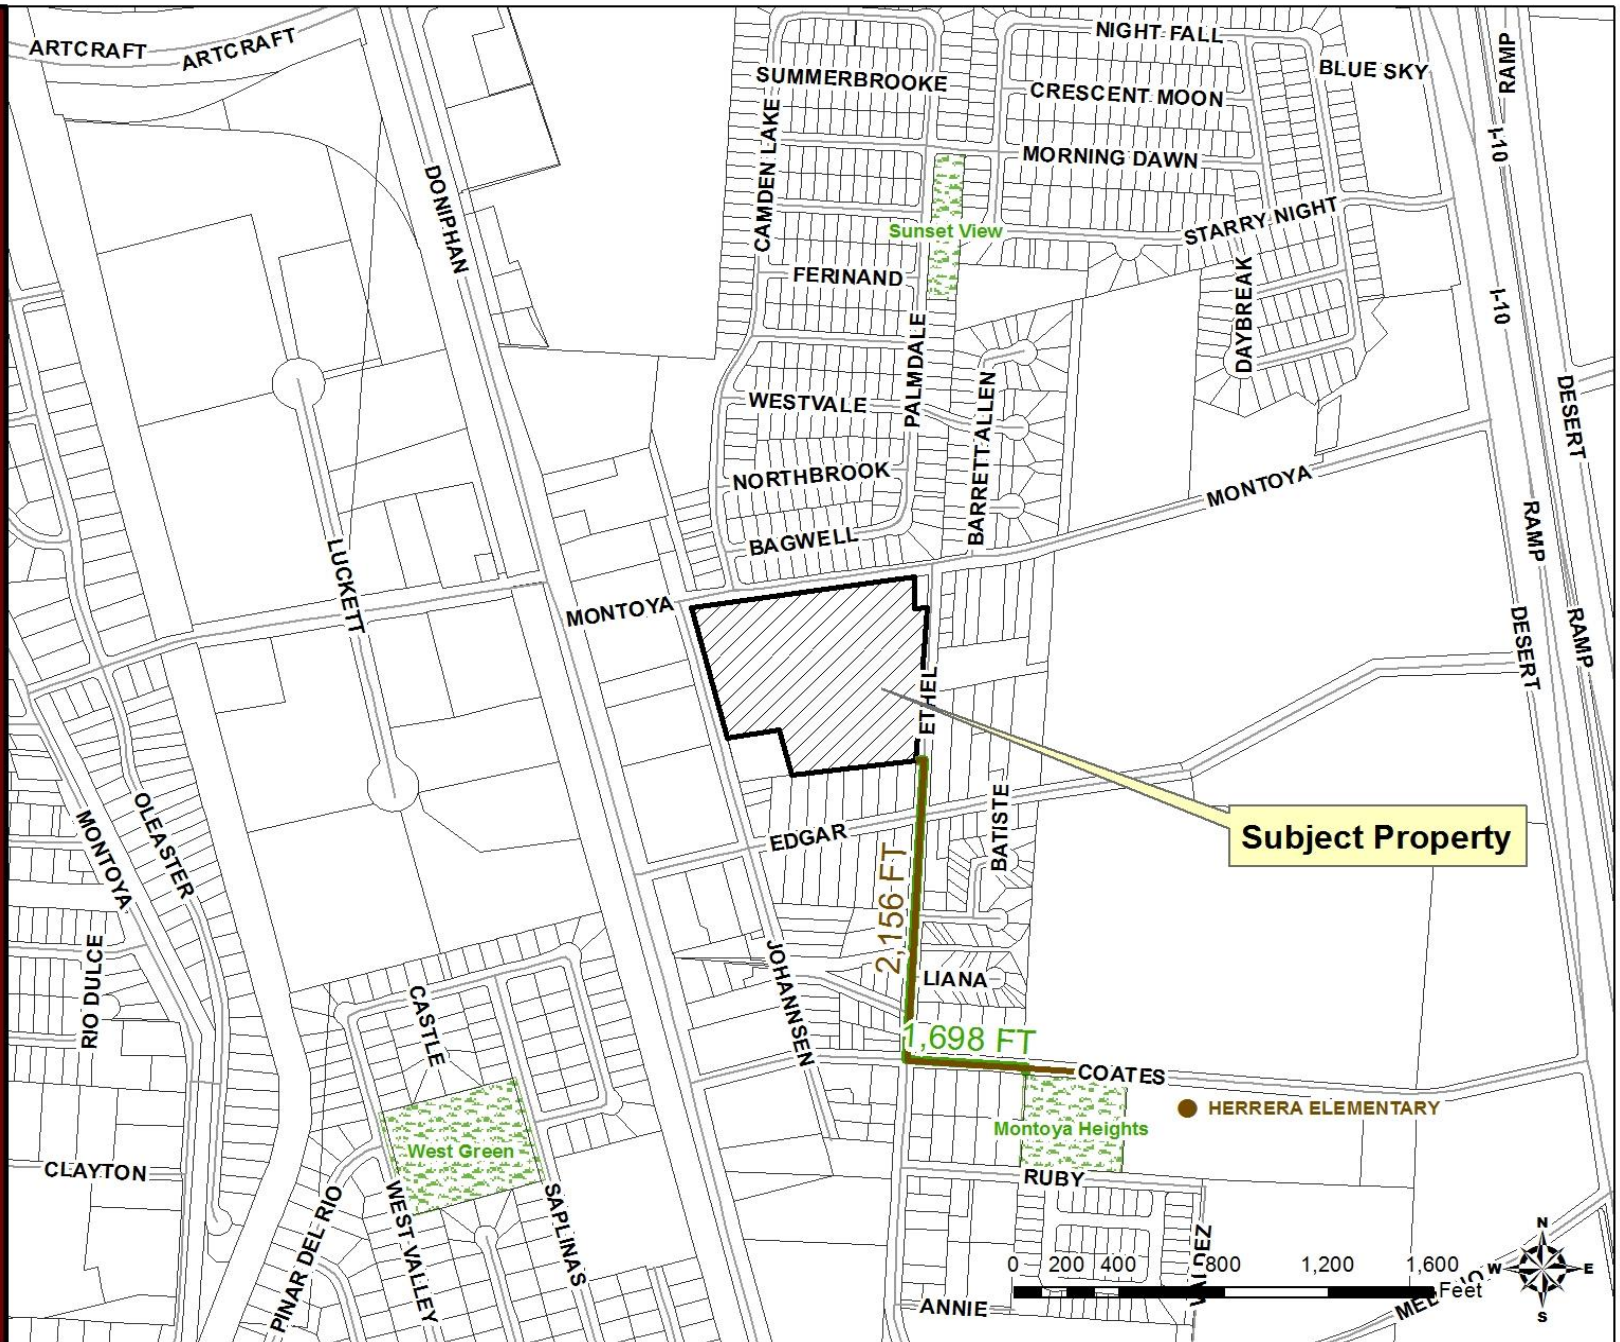 ARTCRAFT
ARTCRAFT
NIGHT FALL
RAMP
SUMMERBROOKE
BLUE SKY
CRESCENT MOON
I-10
CAMDEN LAKE
MORNING DAWN
DONIPHAN
STARRY NIGHT
Sunset View
FERINAND
DAYBREAK
I-10
PALMDALE
BARRETT ALLEN
WESTVALE
DESERT
NORTHBROOK
MONTOYA
BAGWELL
RAMP
LUCKETT
MONTOYA
ETHEL
DESERT
RAMP
MONTOYA
OLEASTER
EDGAR
BATISTE
Subject Property
2,156 FT
RIO DULCE
JOHANNSEN
LIANA
CASTLE
1,698 FT
COATES
HERRERA ELEMENTARY
Montoya Heights
West Green
CLAYTON
RUBY
PINAR DEL RIO
WEST VALLEY
SAPLINAS
N
W
E
S
0 200 400 800 1,200 1,600
Feet
ANNIE